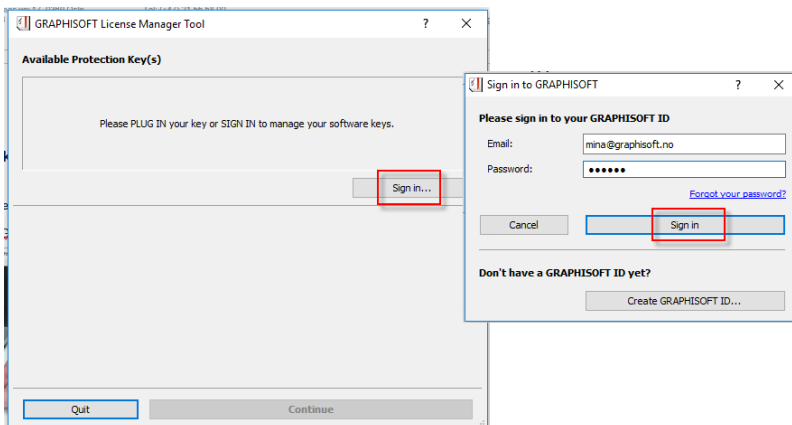 GRAPHISOFT License Manager Tool
Available Protection Key(s)
Please PLUG IN your key or SIGN IN to manage your software keys.
Sign in...
Quit
Continue
Sign in to GRAPHISOFT
Please sign in to your GRAPHISOFT ID
Email:
mina@graphisoft.no
Password:
••••••
Forgot your password?
Cancel
Sign in
Don't have a GRAPHISOFT ID yet?
Create GRAPHISOFT ID...